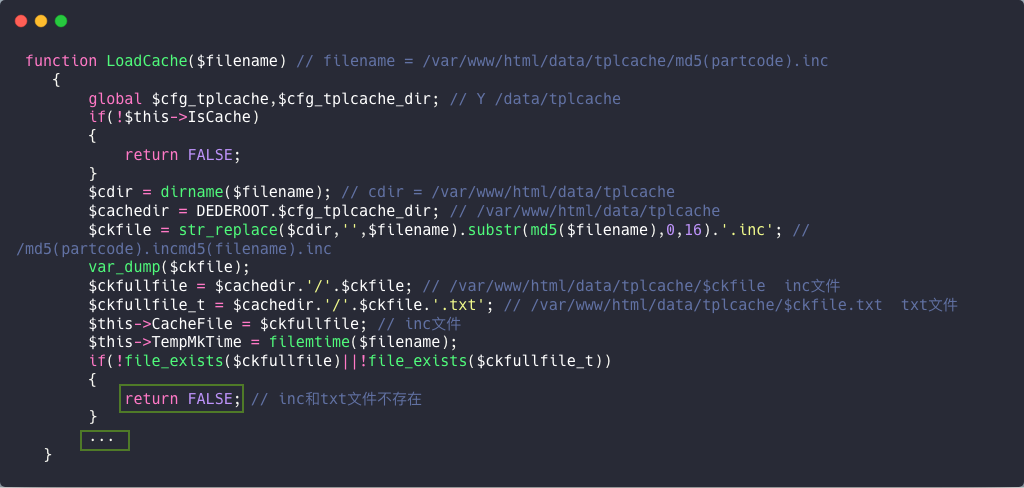 function LoadCache($filename) // filename = /var/www/html/data/tplcache/md5(partcode).inc
{
global $cfg_tplcache,$cfg_tplcache_dir; // Y /data/tplcache
if(!$this->IsCache)
{
return FALSE;
}
$cdir = dirname($filename); // cdir = /var/www/html/data/tplcache
$cachedir = DEDEROOT.$cfg_tplcache_dir; // /var/www/html/data/tplcache
$ckfile = str_replace($cdir,'',$filename).substr(md5($filename),0,16).'.inc'; //
/md5(partcode).incmd5(filename).inc
var_dump($ckfile);
$ckfullfile = $cachedir.'/'.$ckfile; // /var/www/html/data/tplcache/$ckfile  inc文件
$ckfullfile_t = $cachedir.'/'.$ckfile.'.txt'; // /var/www/html/data/tplcache/$ckfile.txt  txt文件
$this->CacheFile = $ckfullfile; // inc文件
$this->TempMkTime = filemtime($filename);
if(!file_exists($ckfullfile)||!file_exists($ckfullfile_t))
{
return FALSE; // inc和txt文件不存在
}
...
}